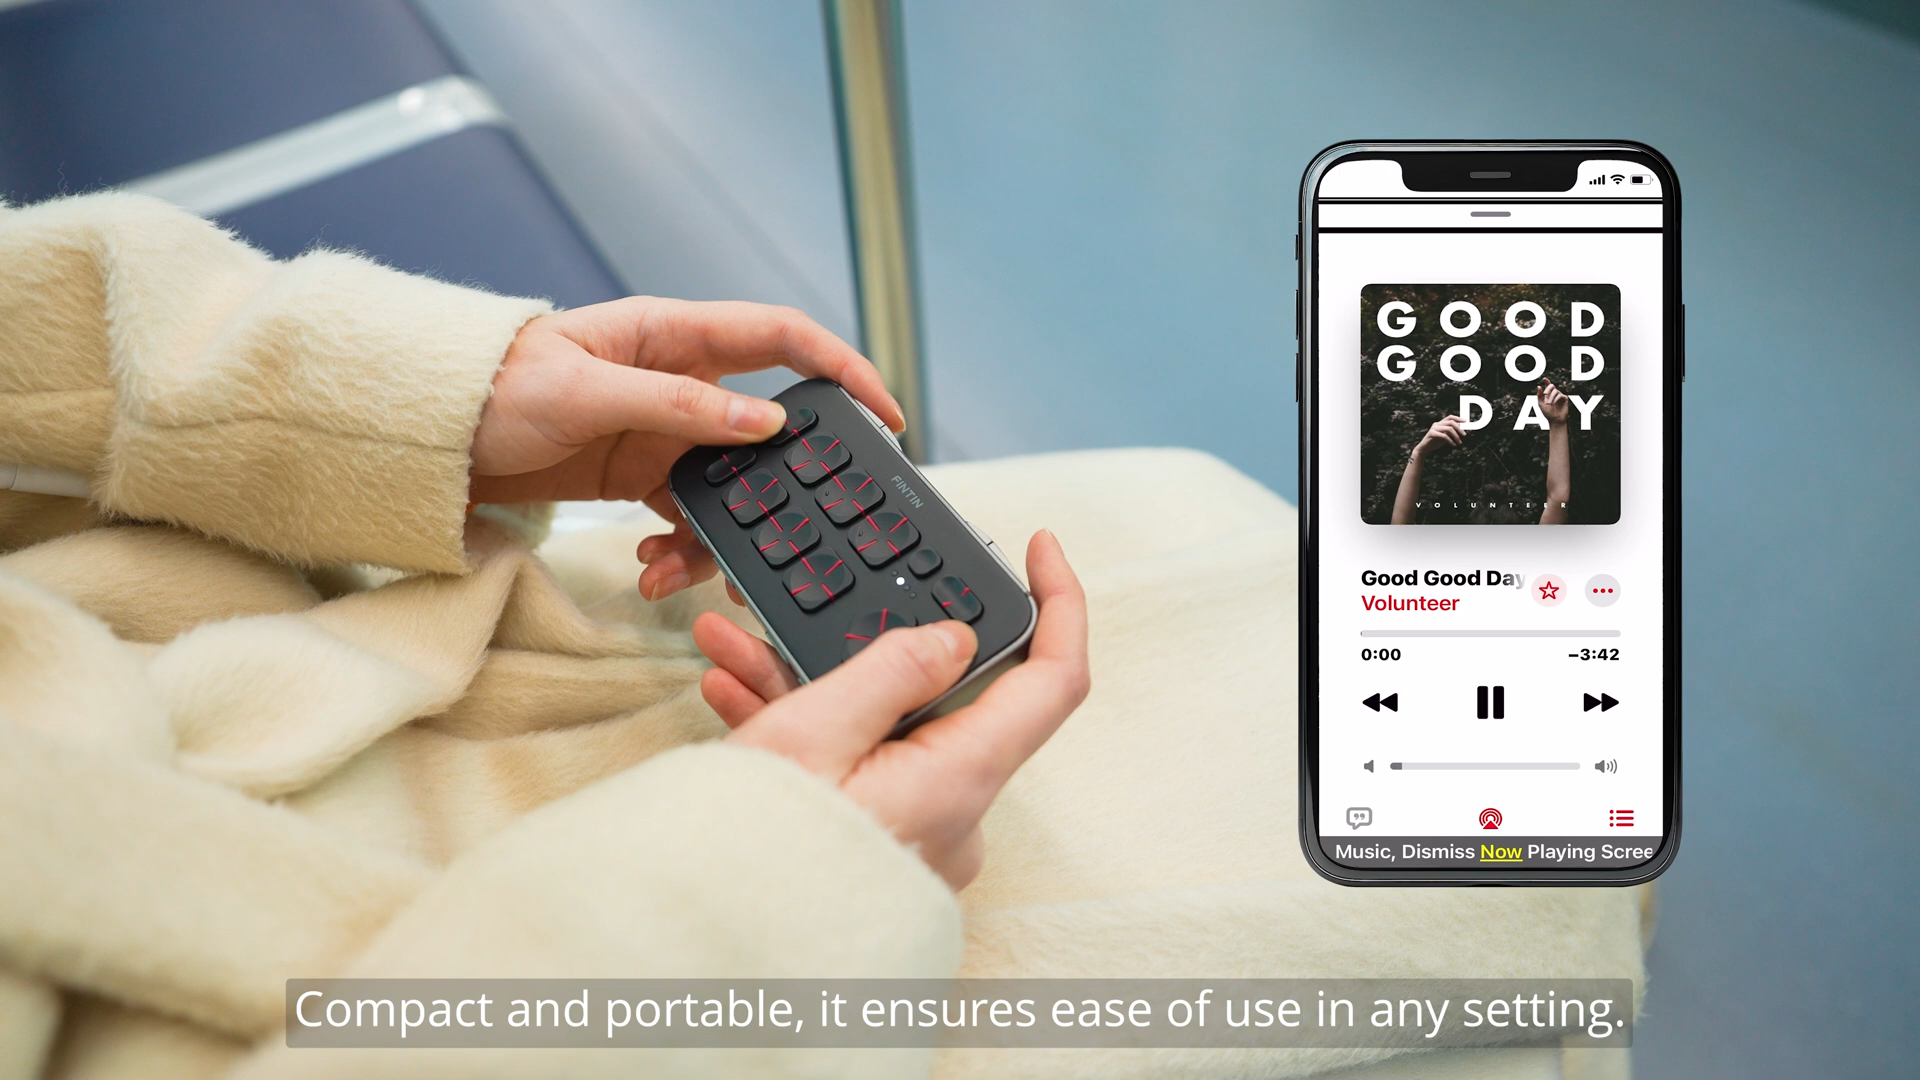 FINTIN
GOOD
GOOD
DAY
VOLUNTEER
Good Good Day
Volunteer
0:00
−3:42
Music, Dismiss Now Playing Scree
Compact and portable, it ensures ease of use in any setting.